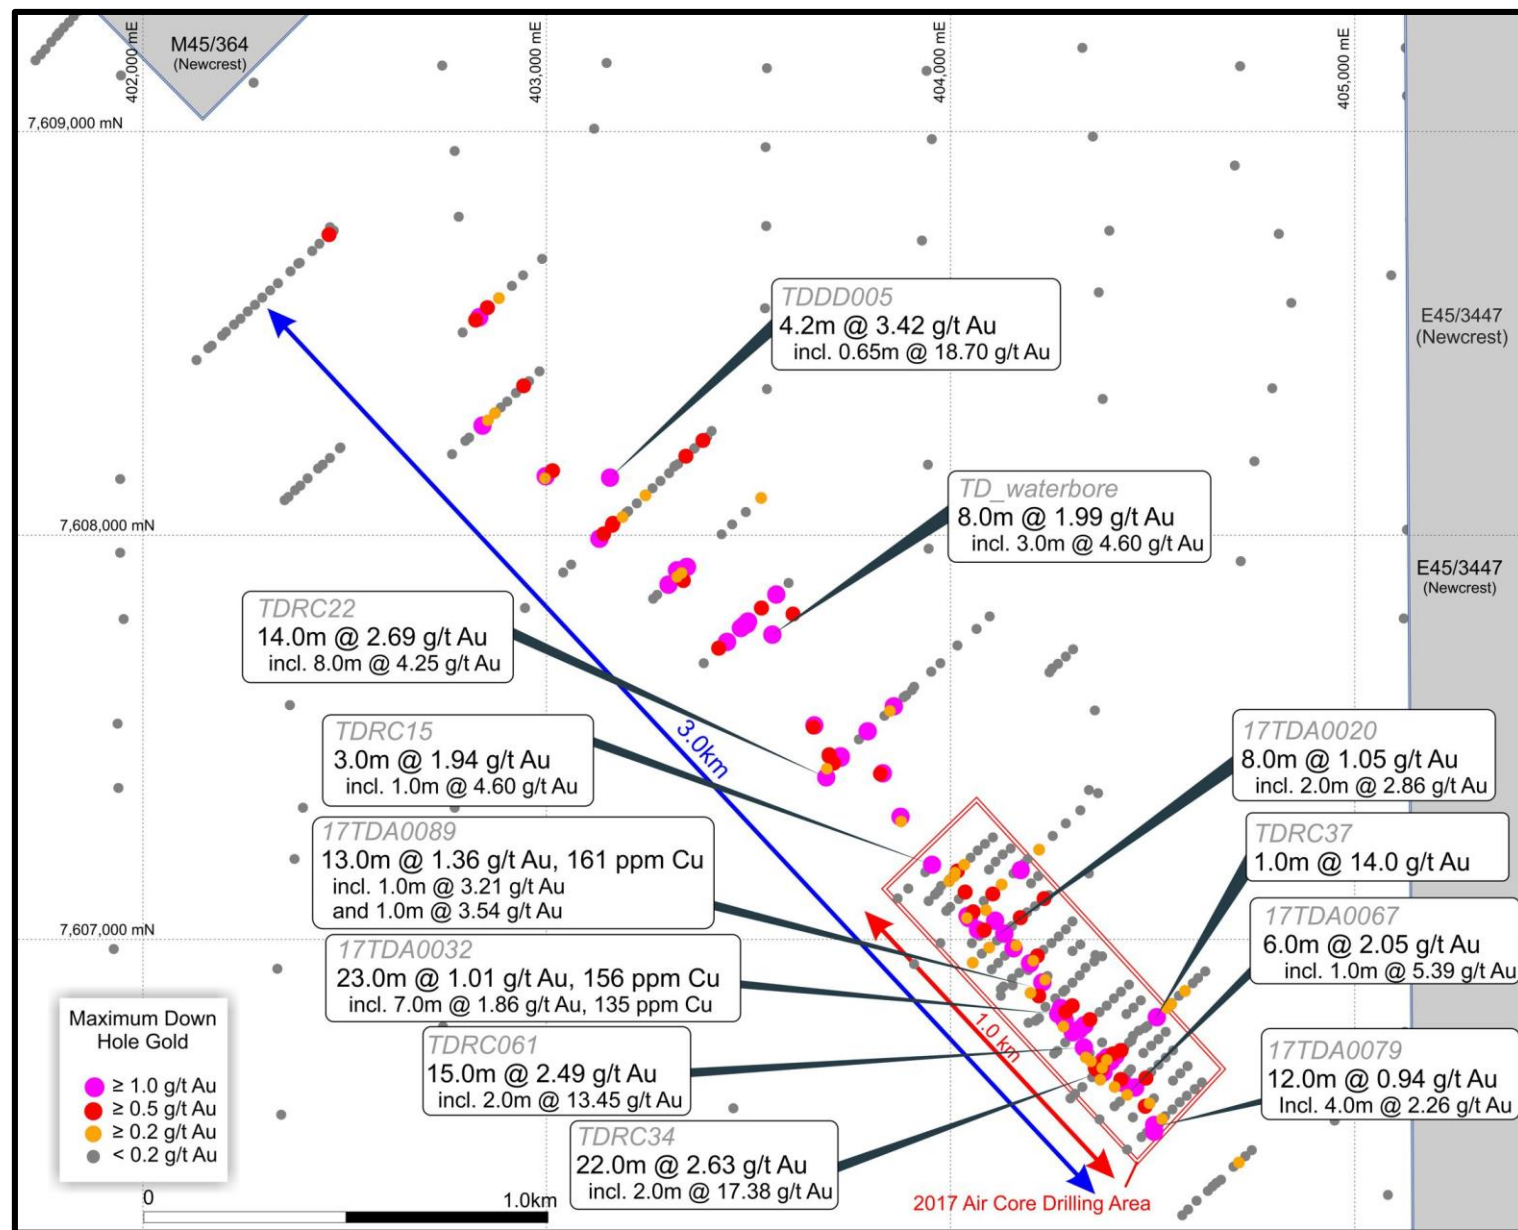 M45/364
(Newcrest)
402,000 mE
403,000 mE
404,000 mE
405,000 mE
7,609,000 mN
TDDD005
4.2m @ 3.42 g/t Au
incl. 0.65m @ 18.70 g/t Au
E45/3447
(Newcrest)
TD_waterbore
8.0m @ 1.99 g/t Au
incl. 3.0m @ 4.60 g/t Au
7,608,000 mN
E45/3447
(Newcrest)
TDRC22
14.0m @ 2.69 g/t Au
incl. 8.0m @ 4.25 g/t Au
3.0km
TDRC15
3.0m @ 1.94 g/t Au
incl. 1.0m @ 4.60 g/t Au
17TDA0020
8.0m @ 1.05 g/t Au
incl. 2.0m @ 2.86 g/t Au
17TDA0089
13.0m @ 1.36 g/t Au, 161 ppm Cu
incl. 1.0m @ 3.21 g/t Au
and 1.0m @ 3.54 g/t Au
TDRC37
1.0m @ 14.0 g/t Au
7,607,000 mN
17TDA0067
6.0m @ 2.05 g/t Au
incl. 1.0m @ 5.39 g/t Au
17TDA0032
23.0m @ 1.01 g/t Au, 156 ppm Cu
incl. 7.0m @ 1.86 g/t Au, 135 ppm Cu
1.0 km
TDRC061
15.0m @ 2.49 g/t Au
incl. 2.0m @ 13.45 g/t Au
17TDA0079
12.0m @ 0.94 g/t Au
Incl. 4.0m @ 2.26 g/t Au
TDRC34
22.0m @ 2.63 g/t Au
incl. 2.0m @ 17.38 g/t Au
2017 Air Core Drilling Area
Maximum Down
Hole Gold
≥ 1.0 g/t Au
≥ 0.5 g/t Au
≥ 0.2 g/t Au
< 0.2 g/t Au
0
1.0km